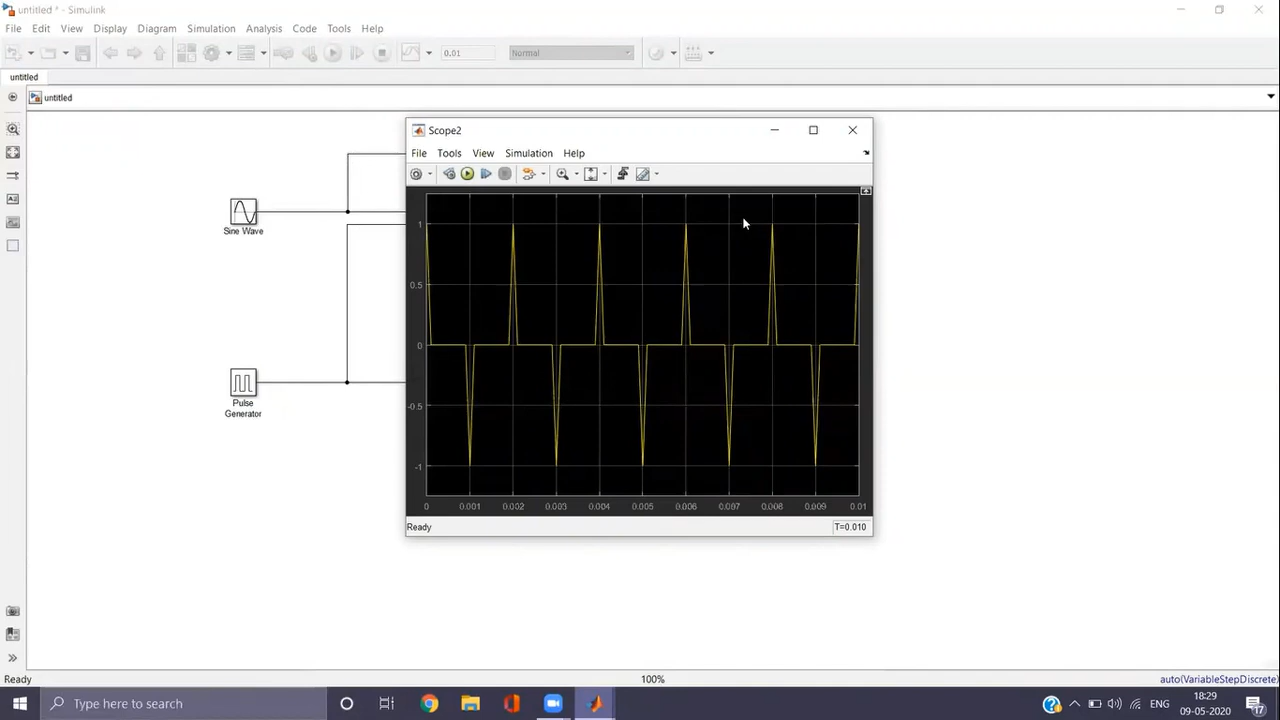 untitled * - Simulink
File Edit View Display Diagram Simulation Analysis Code Tools Help
0.01 Normal
untitled
untitled
Scope2
File Tools View Simulation Help
Sine Wave
Pulse
Generator
1
0.5
0
-0.5
-1
0 0.001 0.002 0.003 0.004 0.005 0.006 0.007 0.008 0.009 0.01
Ready T=0.010
Ready 100% auto(VariableStepDiscrete)
Type here to search
ENG
18:29
09-05-2020
17